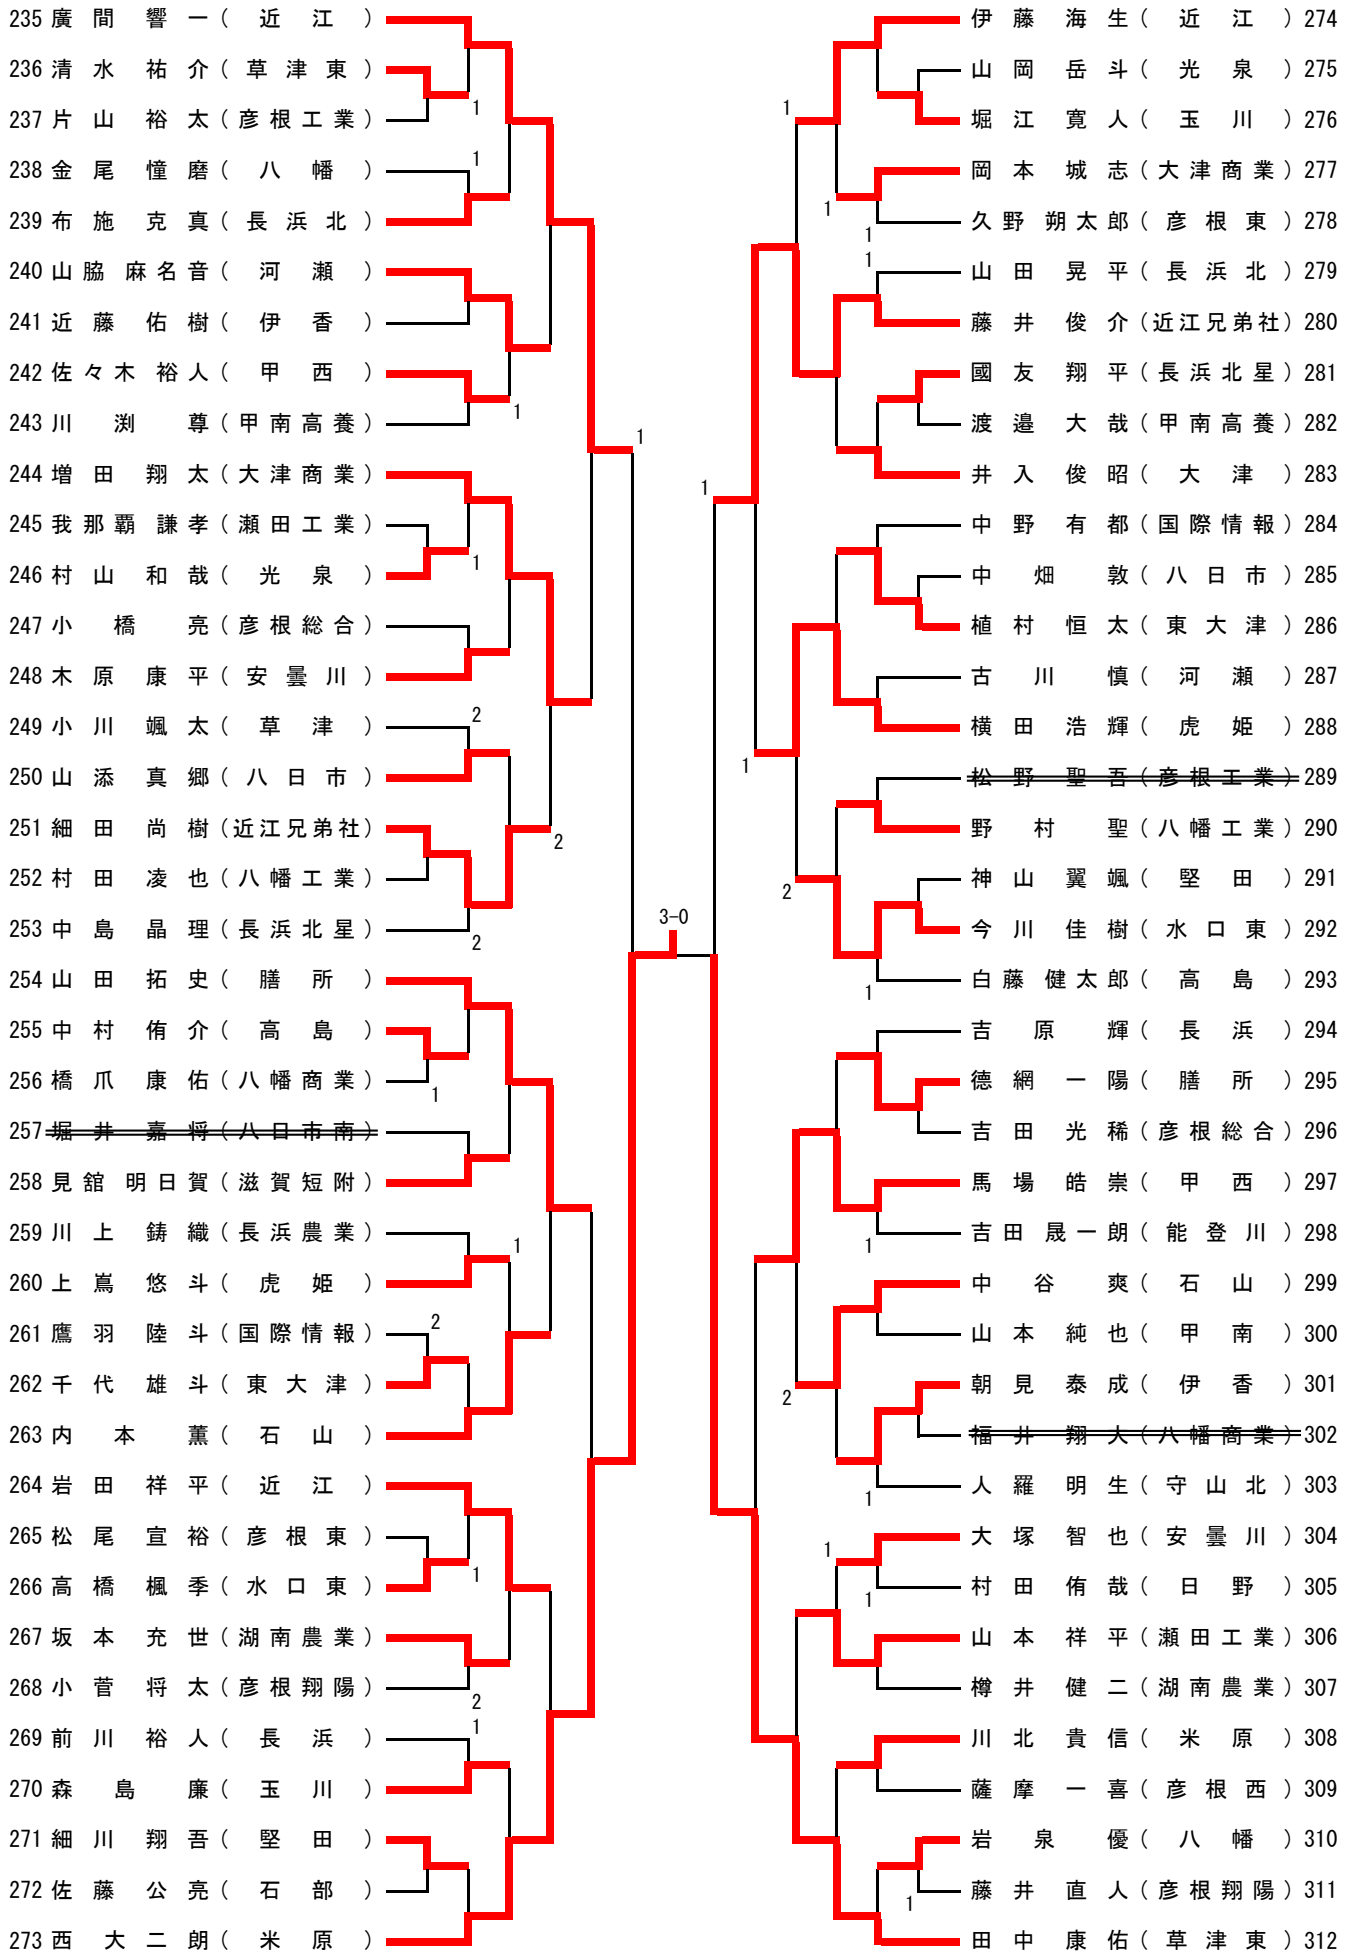 235 廣間響一(近江)
236 清水祐介(草津東)
1
237 片山裕太(彦根工業)
238 金尾憧磨(八幡)
1
239 布施克真(長浜北)
240 山脇麻名音(河瀬)
241 近藤佑樹(伊香)
242 佐々木裕人(甲西)
1
243 川渕尊(甲南高養)
1
244 増田翔太(大津商業)
245 我那覇謙孝(瀬田工業)
1
246 村山和哉(光泉)
247 小橋亮(彦根総合)
248 木原康平(安曇川)
249 小川颯太(草津)
2
250 山添真郷(八日市)
251 細田尚樹(近江兄弟社)
2
252 村田凌也(八幡工業)
253 中島晶理(長浜北星)
2
254 山田拓史(膳所)
255 中村侑介(高島)
256 橋爪康佑(八幡商業)
1
257 堀井嘉将(八日市南)
258 見舘明日賀(滋賀短附)
259 川上鋳織(長浜農業)
1
260 上嶌悠斗(虎姫)
261 鷹羽陸斗(国際情報)
2
262 千代雄斗(東大津)
263 内本薫(石山)
264 岩田祥平(近江)
265 松尾宣裕(彦根東)
1
266 高橋楓季(水口東)
267 坂本充世(湖南農業)
268 小菅将太(彦根翔陽)
2
269 前川裕人(長浜)
1
270 森島廉(玉川)
271 細川翔吾(堅田)
272 佐藤公亮(石部)
273 西大二朗(米原)
3-0
伊藤海生(近江) 274
山岡岳斗(光泉) 275
1
堀江寛人(玉川) 276
岡本城志(大津商業) 277
1
久野朔太郎(彦根東) 278
1
山田晃平(長浜北) 279
1
藤井俊介(近江兄弟社) 280
國友翔平(長浜北星) 281
渡邉大哉(甲南高養) 282
井入俊昭(大津) 283
1
中野有都(国際情報) 284
中畑敦(八日市) 285
植村恒太(東大津) 286
古川慎(河瀬) 287
横田浩輝(虎姫) 288
1
松野聖吾(彦根工業) 289
野村聖(八幡工業) 290
神山翼颯(堅田) 291
2
今川佳樹(水口東) 292
白藤健太郎(高島) 293
1
吉原輝(長浜) 294
德網一陽(膳所) 295
吉田光稀(彦根総合) 296
馬場皓崇(甲西) 297
吉田晟一朗(能登川) 298
1
中谷爽(石山) 299
山本純也(甲南) 300
朝見泰成(伊香) 301
2
福井翔大(八幡商業) 302
人羅明生(守山北) 303
1
大塚智也(安曇川) 304
1
村田侑哉(日野) 305
1
山本祥平(瀬田工業) 306
樽井健二(湖南農業) 307
川北貴信(米原) 308
薩摩一喜(彦根西) 309
岩泉優(八幡) 310
藤井直人(彦根翔陽) 311
1
田中康佑(草津東) 312